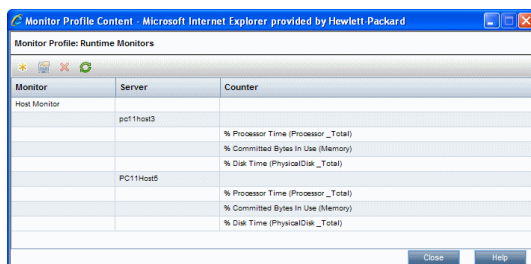 Monitor Profile Content - Microsoft Internet Explorer provided by Hewlett-Packard
Monitor Profile: Runtime Monitors
Monitor Server Counter
Host Monitor
pc11host3
% Processor Time (Processor _Total)
% Committed Bytes In Use (Memory)
% Disk Time (PhysicalDisk _Total)
PC11Host5
% Processor Time (Processor _Total)
% Committed Bytes In Use (Memory)
% Disk Time (PhysicalDisk _Total)
Close Help